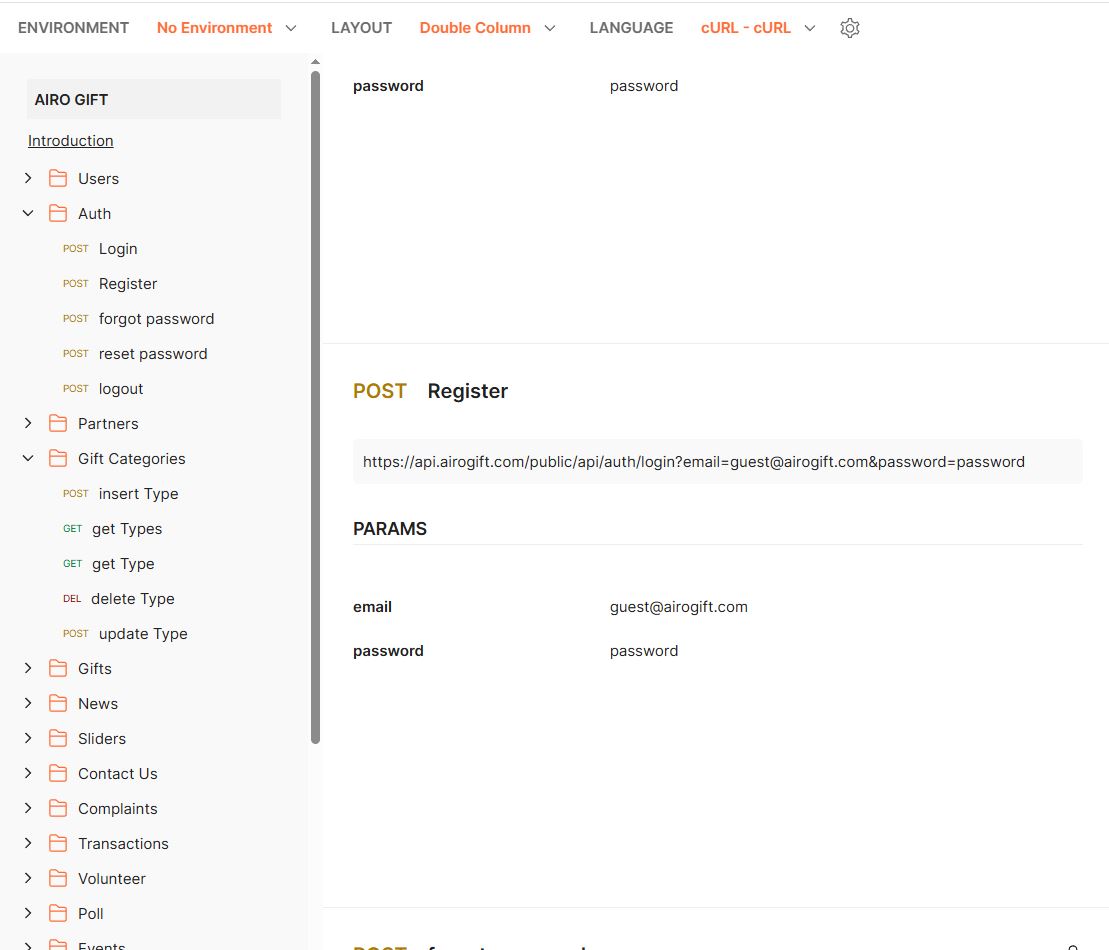 ENVIRONMENT No Environment LAYOUT Double Column LANGUAGE cURL - cURL
AIRO GIFT
Introduction
Users
Auth
POST Login
POST Register
POST forgot password
POST reset password
POST logout
Partners
Gift Categories
POST insert Type
GET get Types
GET get Type
DEL delete Type
POST update Type
Gifts
News
Sliders
Contact Us
Complaints
Transactions
Volunteer
Poll
Events
password password
POST Register
https://api.airogift.com/public/api/auth/login?email=guest@airogift.com&password=password
PARAMS
email guest@airogift.com
password password
POST forgot password